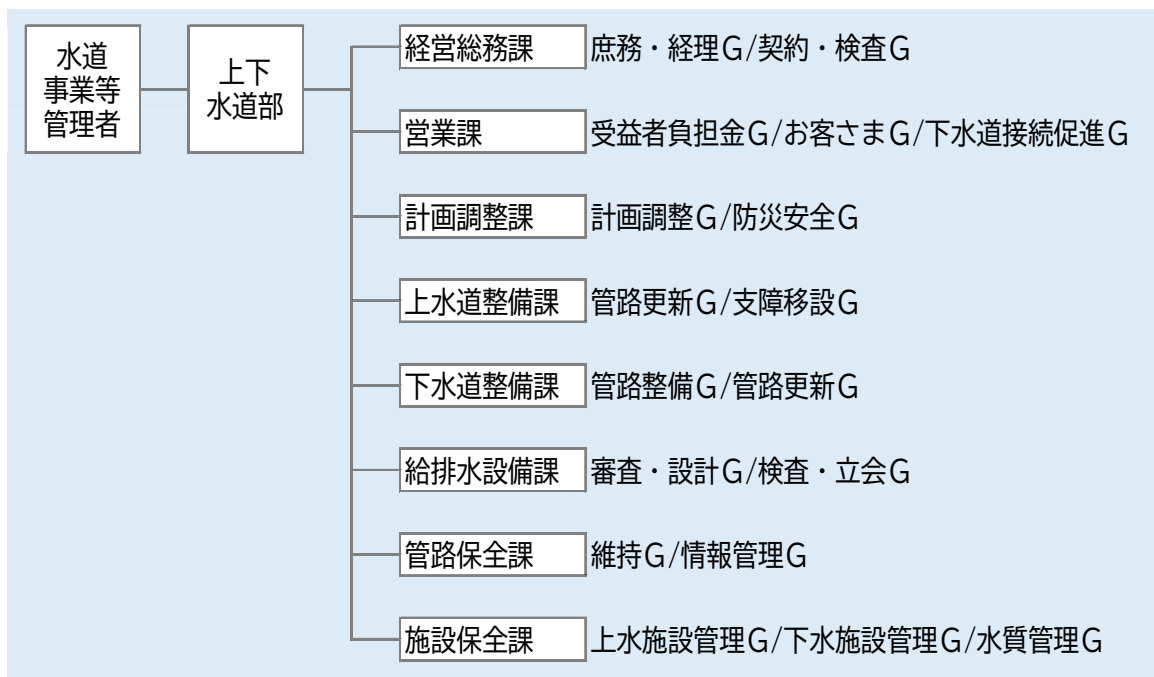 水道
事業等
管理者
上下
水道部
経営総務課 庶務・経理G/契約・検査G
営業課 受益者負担金G/お客さまG/下水道接続促進G
計画調整課 計画調整G/防災安全G
上水道整備課 管路更新G/支障移設G
下水道整備課 管路整備G/管路更新G
給排水設備課 審査・設計G/検査・立会G
管路保全課 維持G/情報管理G
施設保全課 上水施設管理G/下水施設管理G/水質管理G